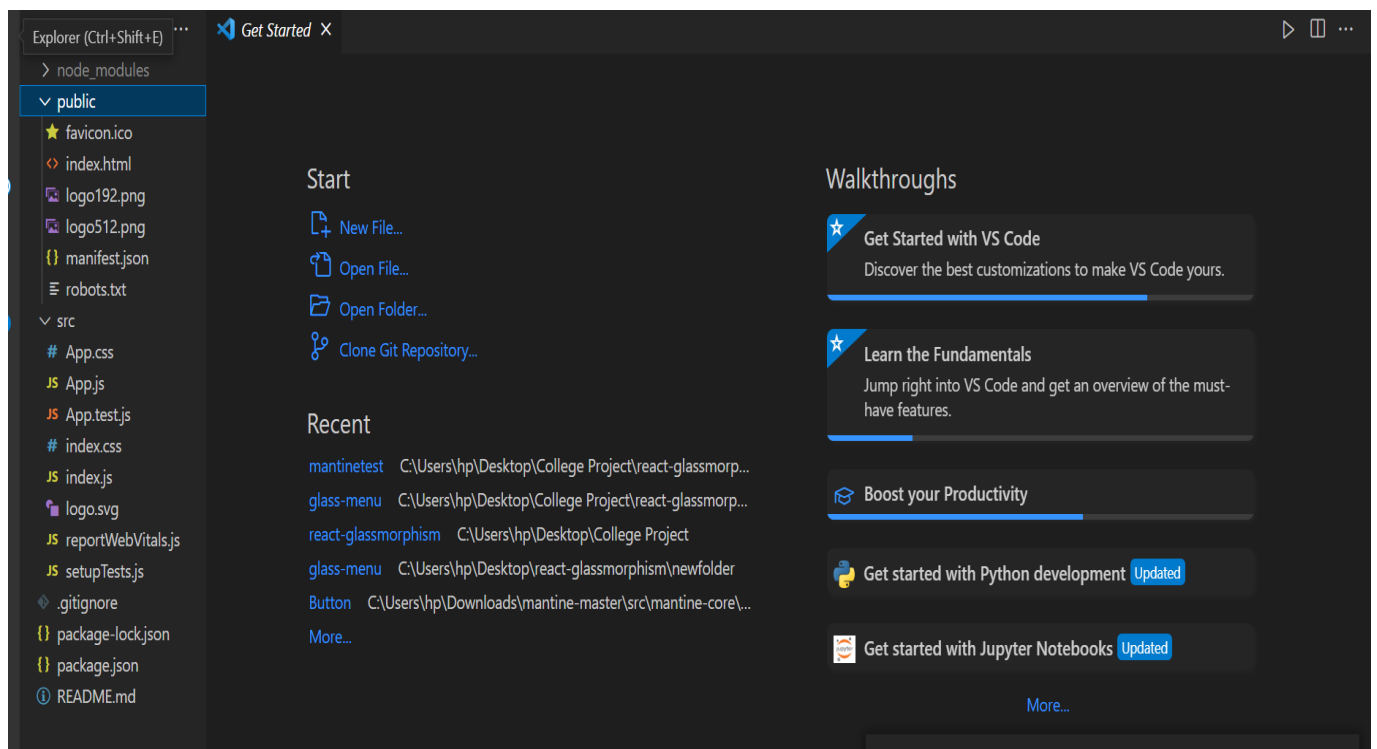 Explorer (Ctrl+Shift+E) ···
node_modules
public
favicon.ico
index.html
logo192.png
logo512.png
manifest.json
robots.txt
src
App.css
App.js
App.test.js
index.css
index.js
logo.svg
reportWebVitals.js
setupTests.js
.gitignore
package-lock.json
package.json
README.md
Get Started
Start
New File...
Open File...
Open Folder...
Clone Git Repository...
Recent
mantinetest C:\Users\hp\Desktop\College Project\react-glassmorp...
glass-menu C:\Users\hp\Desktop\College Project\react-glassmorp...
react-glassmorphism C:\Users\hp\Desktop\College Project
glass-menu C:\Users\hp\Desktop\react-glassmorphism\newfolder
Button C:\Users\hp\Downloads\mantine-master\src\mantine-core\...
More...
Walkthroughs
Get Started with VS Code
Discover the best customizations to make VS Code yours.
Learn the Fundamentals
Jump right into VS Code and get an overview of the must-
have features.
Boost your Productivity
Get started with Python development Updated
Get started with Jupyter Notebooks Updated
More...